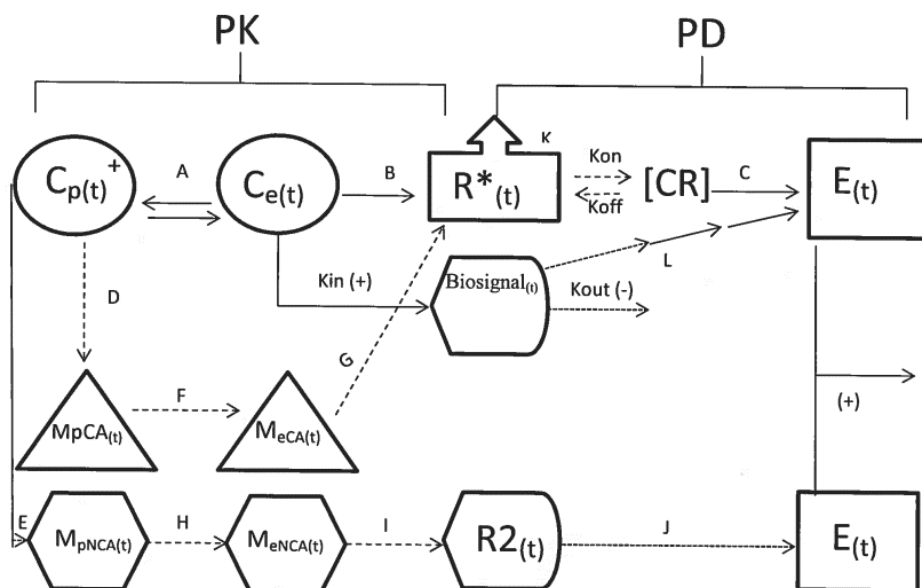 PK
PD
Cp(t)+
A
Ce(t)
B
R*(t)
K
Kon
Koff
[CR]
C
E(t)
D
Kin (+)
Biosignal(t)
L
Kout (-)
G
MpCA(t)
F
MeCA(t)
(+)
E
MpNCA(t)
H
MeNCA(t)
I
R2(t)
J
E(t)